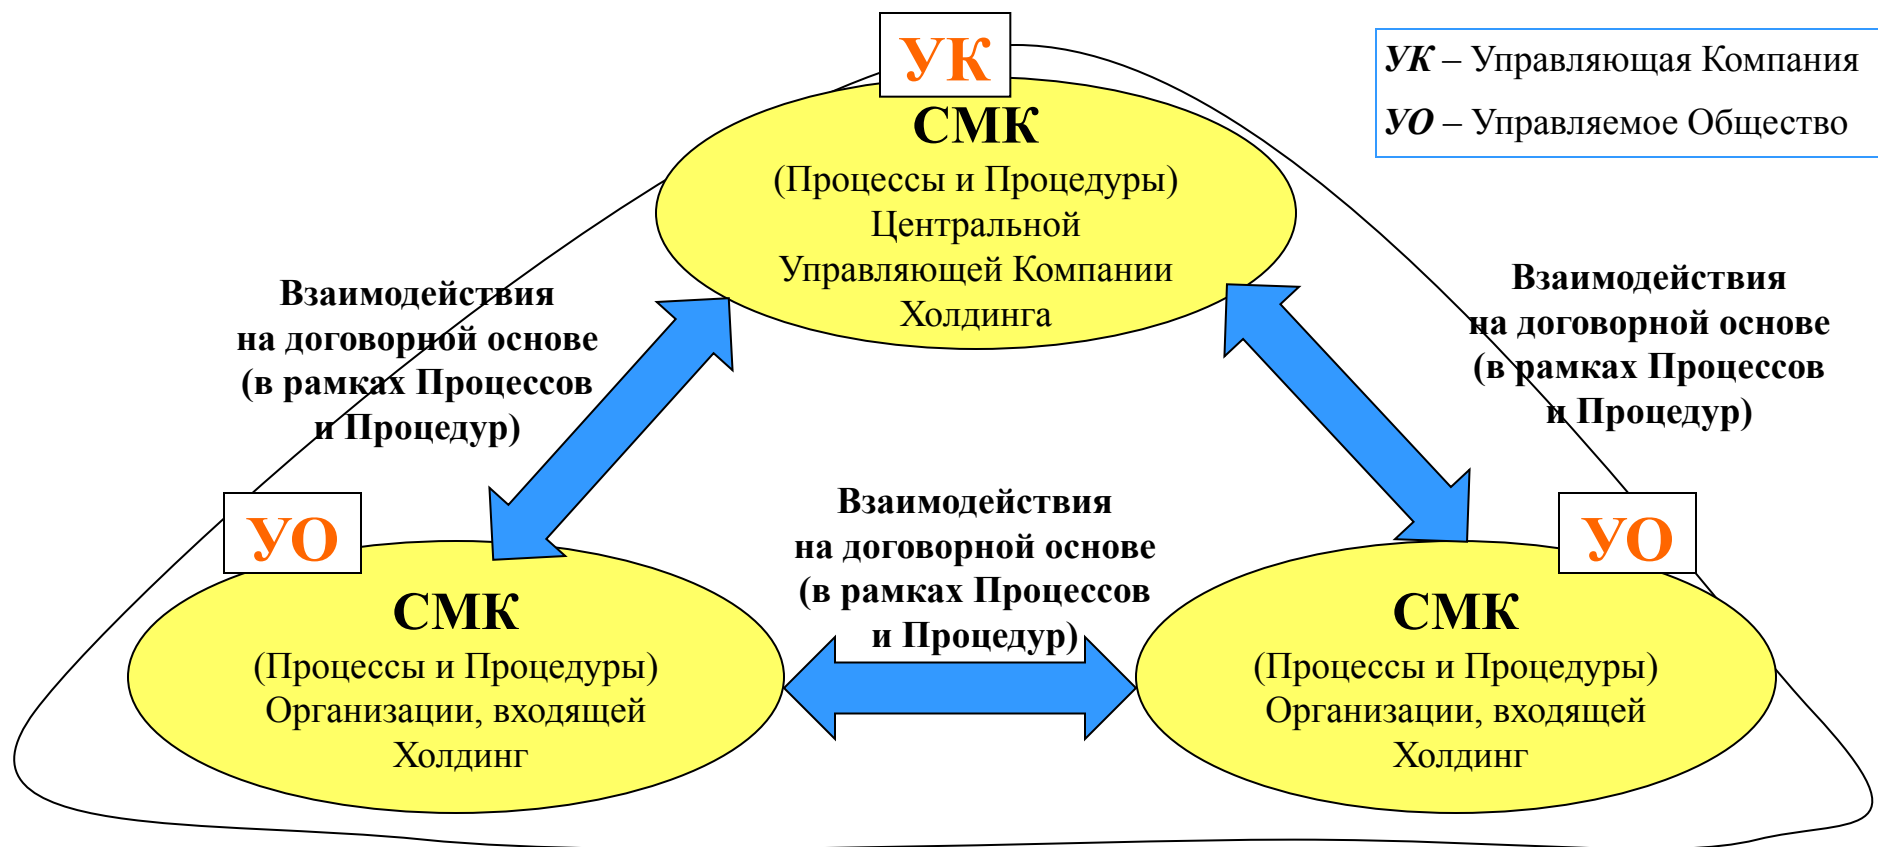 УК
УК – Управляющая Компания
УО – Управляемое Общество
СМК
(Процессы и Процедуры)
Центральной
Управляющей Компании
Холдинга
Взаимодействия
на договорной основе
(в рамках Процессов
и Процедур)
Взаимодействия
на договорной основе
(в рамках Процессов
и Процедур)
Взаимодействия
на договорной основе
(в рамках Процессов
и Процедур)
УО
СМК
(Процессы и Процедуры)
Организации, входящей
Холдинг
УО
СМК
(Процессы и Процедуры)
Организации, входящей
Холдинг